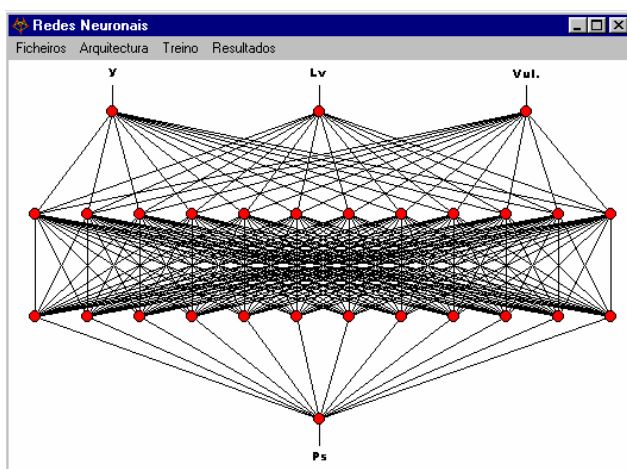 Redes Neuronais
Ficheiros Arquitectura Treino Resultados
y Lv Vul.
Ps